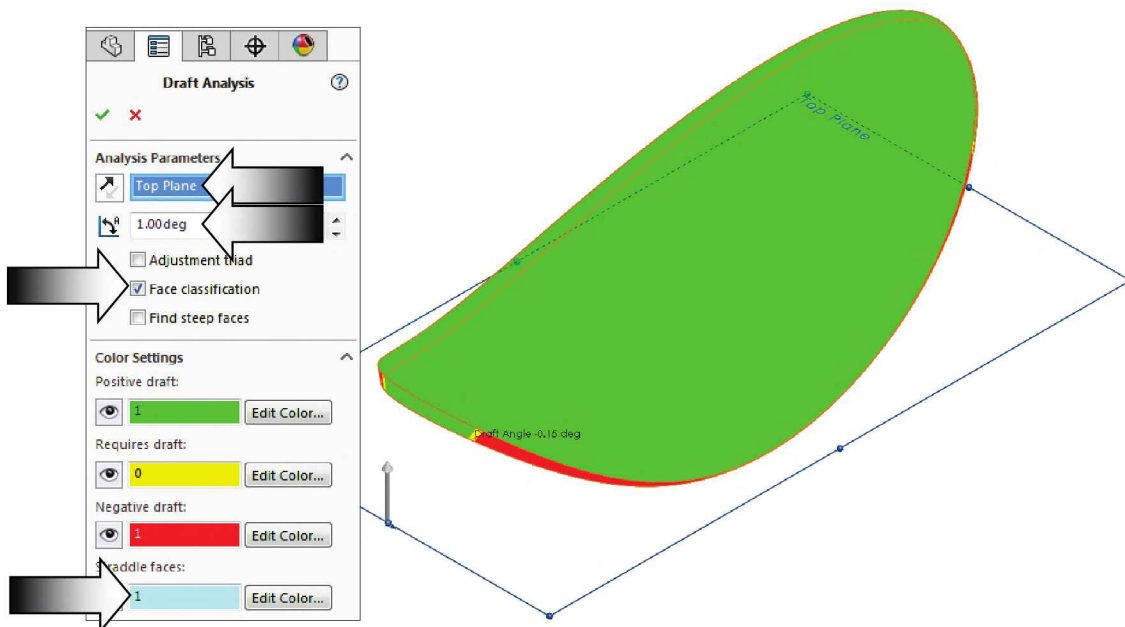 Draft Analysis
Analysis Parameters
Top Plane
1.00deg
Adjustment triad
Face classification
Find steep faces
Color Settings
Positive draft:
1
Edit Color...
Requires draft:
0
Edit Color...
Negative draft:
1
Edit Color...
Straddle faces:
1
Edit Color...
Top Plane
Draft Angle -0.15 deg